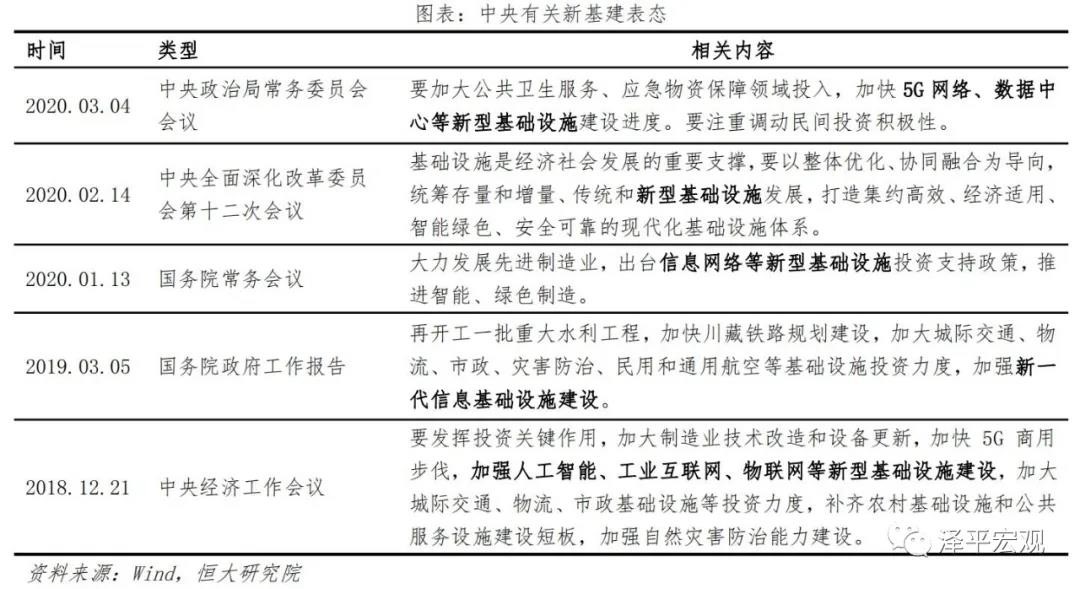 图表：中央有关新基建表态
时间 类型 相关内容
2020.03.04 中央政治局常务委员会会议 要加大公共卫生服务、应急物资保障领域投入，加快 5G 网络、数据中
心等新型基础设施建设进度。要注重调动民间投资积极性。
2020.02.14 中央全面深化改革委员会第十二次会议 基础设施是经济社会发展的重要支撑，要以整体优化、协同融合为导向，
统筹存量和增量、传统和新型基础设施发展，打造集约高效、经济适用、
智能绿色、安全可靠的现代化基础设施体系。
2020.01.13 国务院常务会议 大力发展先进制造业，出台信息网络等新型基础设施投资支持政策，推
进智能、绿色制造。
2019.03.05 国务院政府工作报告 再开工一批重大水利工程，加快川藏铁路规划建设，加大城际交通、物
流、市政、灾害防治、民用和通用航空等基础设施投资力度，加强新一
代信息基础设施建设。
2018.12.21 中央经济工作会议 要发挥投资关键作用，加大制造业技术改造和设备更新，加快 5G 商用
步伐，加强人工智能、工业互联网、物联网等新型基础设施建设，加大
城际交通、物流、市政基础设施等投资力度，补齐农村基础设施和公共
服务设施建设短板，加强自然灾害防治能力建设。
泽平宏观
资料来源：Wind，恒大研究院